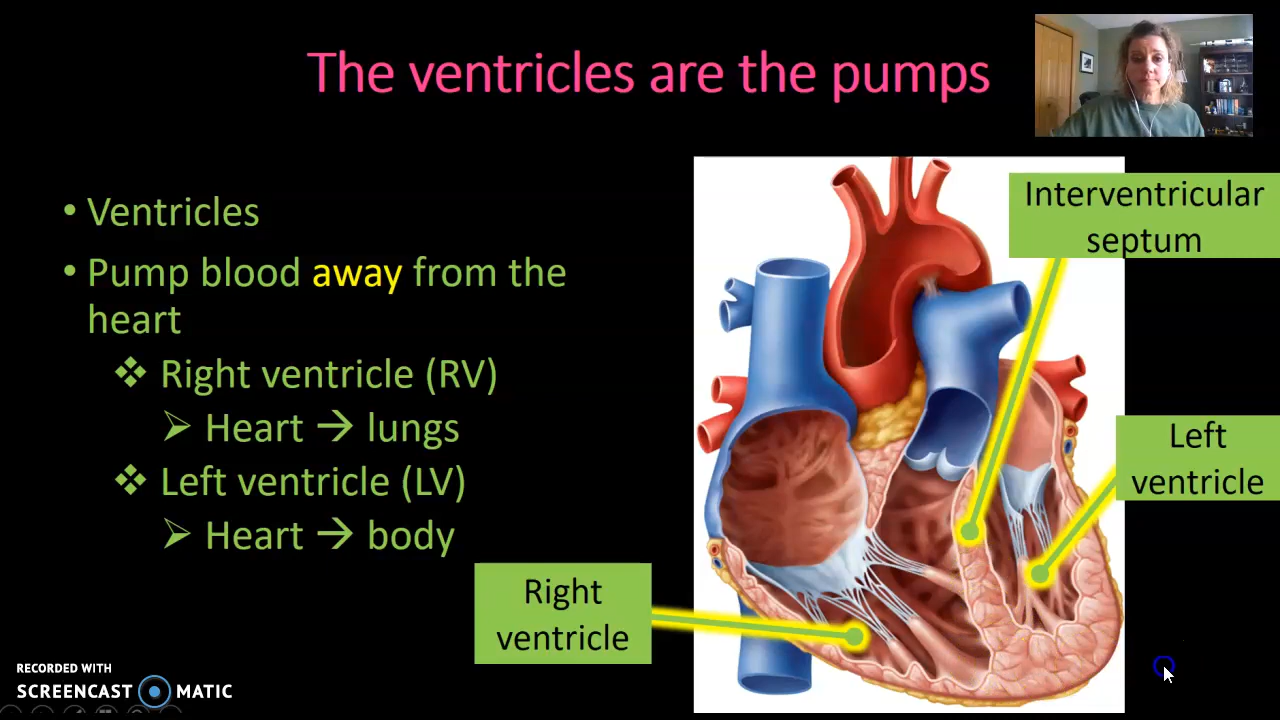 The ventricles are the pumps
• Ventricles
• Pump blood away from the
heart
❖ Right ventricle (RV)
➢ Heart → lungs
❖ Left ventricle (LV)
➢ Heart → body
Interventricular
septum
Left
ventricle
Right
ventricle
RECORDED WITH
SCREENCAST MATIC